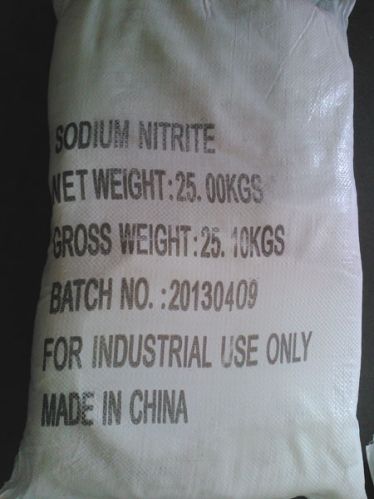 SODIUM NITRITE
NET WEIGHT:25.00KGS
GROSS WEIGHT:25.10KGS
BATCH NO.:20130409
FOR INDUSTRIAL USE ONLY
MADE IN CHINA